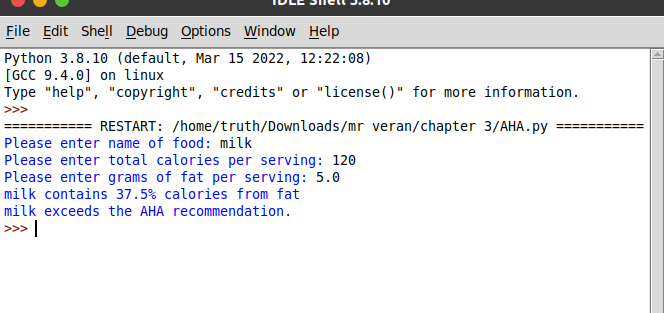 IDLE Shell 3.8.10
File Edit Shell Debug Options Window Help
Python 3.8.10 (default, Mar 15 2022, 12:22:08)
[GCC 9.4.0] on linux
Type "help", "copyright", "credits" or "license()" for more information.
>>>
=========== RESTART: /home/truth/Downloads/mr veran/chapter 3/AHA.py ===========
Please enter name of food: milk
Please enter total calories per serving: 120
Please enter grams of fat per serving: 5.0
milk contains 37.5% calories from fat
milk exceeds the AHA recommendation.
>>>